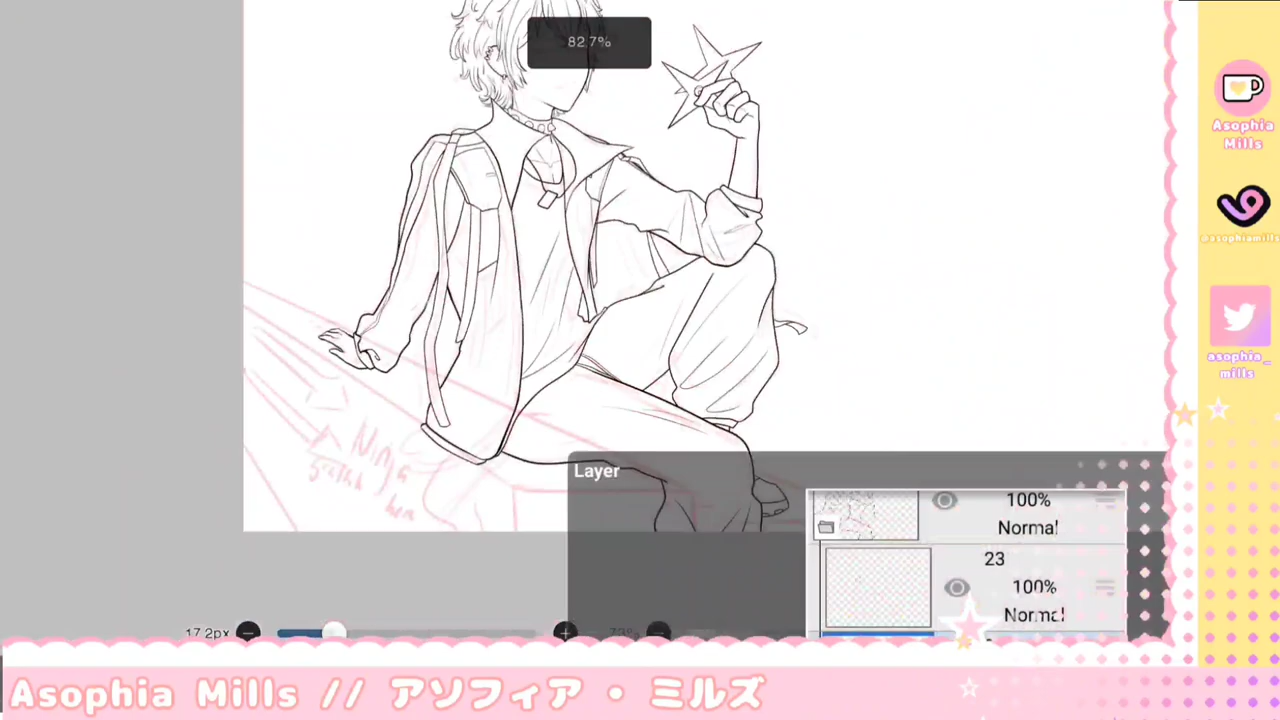 82.7%
Asophia
Mills
@asophiamills
asophia_
mills
Ninja
Layer
100%
Normal
23
100%
Normal
17.2px
Asophia Mills // アソフィア・ミルズ